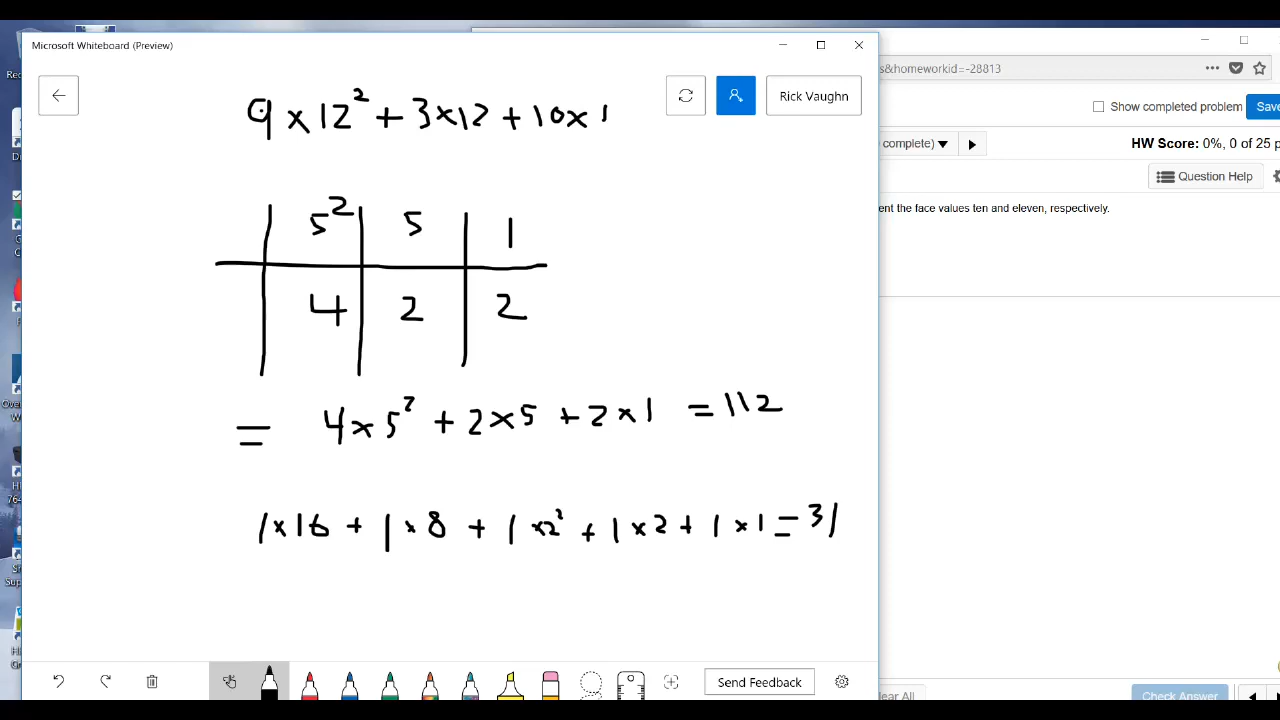 Microsoft Whiteboard (Preview)
s&homeworkid=-28813
Rick Vaughn
Show completed problem
Save
complete)
HW Score: 0%, 0 of 25 p
Question Help
ent the face values ten and eleven, respectively.
9 × 12² + 3×12 + 10× 1
5² 5 1
4 2 2
= 4 × 5² + 2 × 5 + 2 × 1 = 112
1×16 + 1×8 + 1×2² + 1×2 + 1×1 = 31
Send Feedback
ar All
Check Answer